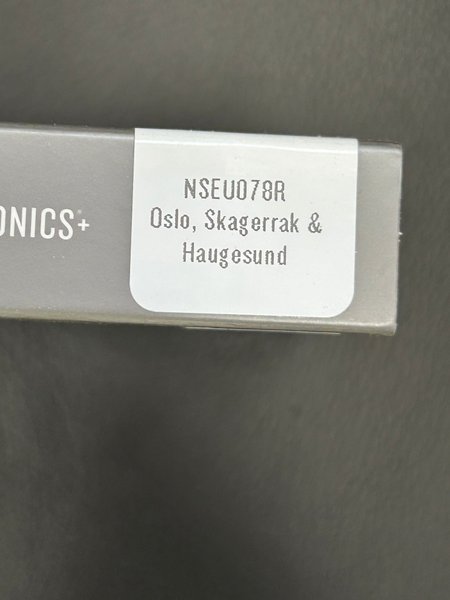 NSEU078R
Oslo, Skagerrak &
Haugesund
ONICS®+